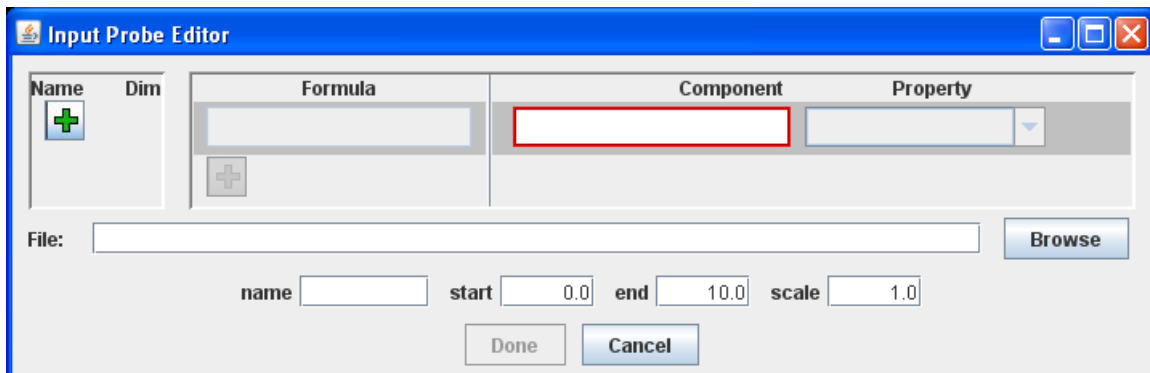 Input Probe Editor
Name Dim Formula Component Property
File: Browse
name start 0.0 end 10.0 scale 1.0
Done Cancel